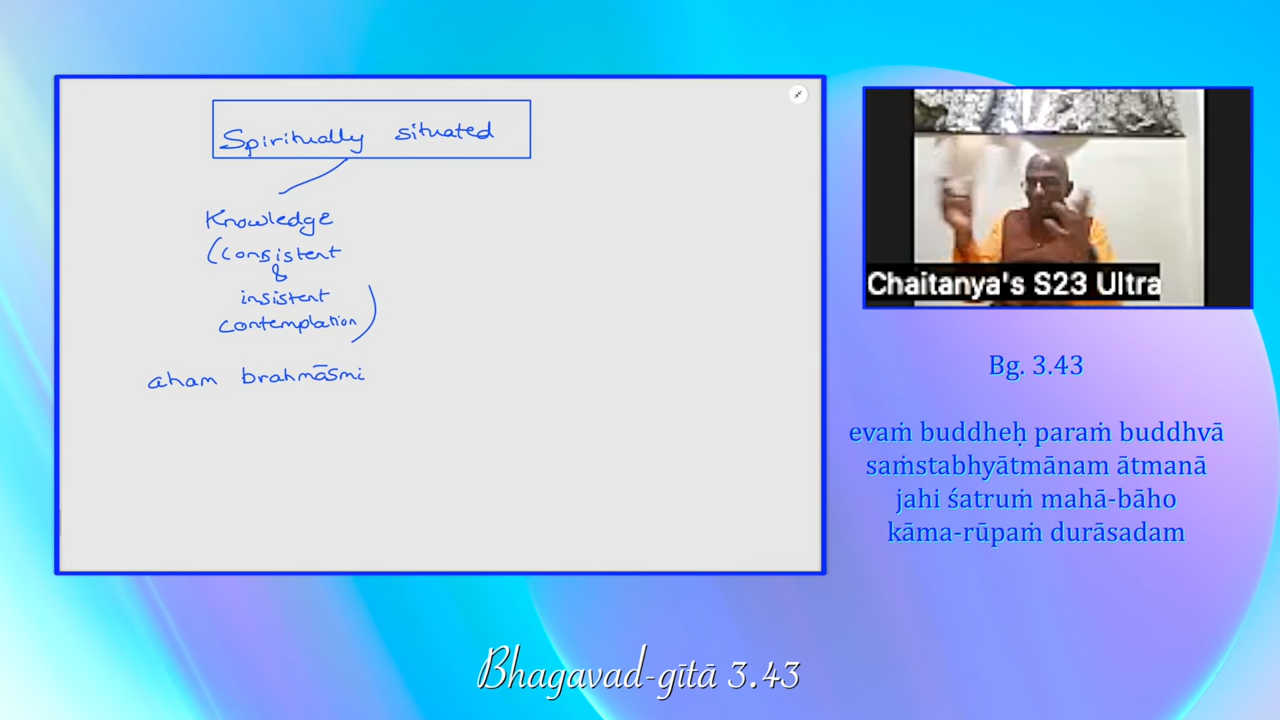 Spiritually situated
Knowledge
(consistent
&
insistent
contemplation)
aham brahmāsmi
Chaitanya's S23 Ultra
Bg. 3.43
evaṁ buddheḥ paraṁ buddhvā
saṁstabhyātmānam ātmanā
jahi śatruṁ mahā-bāho
kāma-rūpaṁ durāsadam
Bhagavad-gītā 3.43